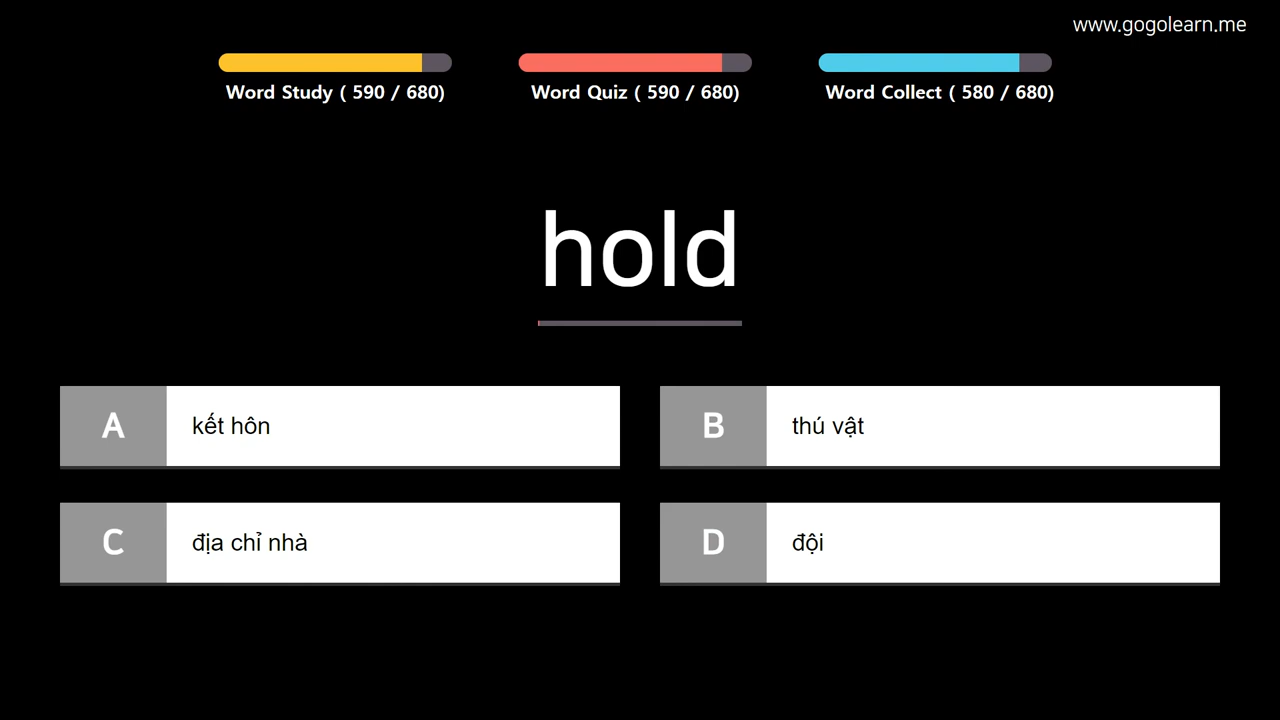 www.gogolearn.me
Word Study ( 590 / 680)
Word Quiz ( 590 / 680)
Word Collect ( 580 / 680)
hold
A kết hôn
B thú vật
C địa chỉ nhà
D đội